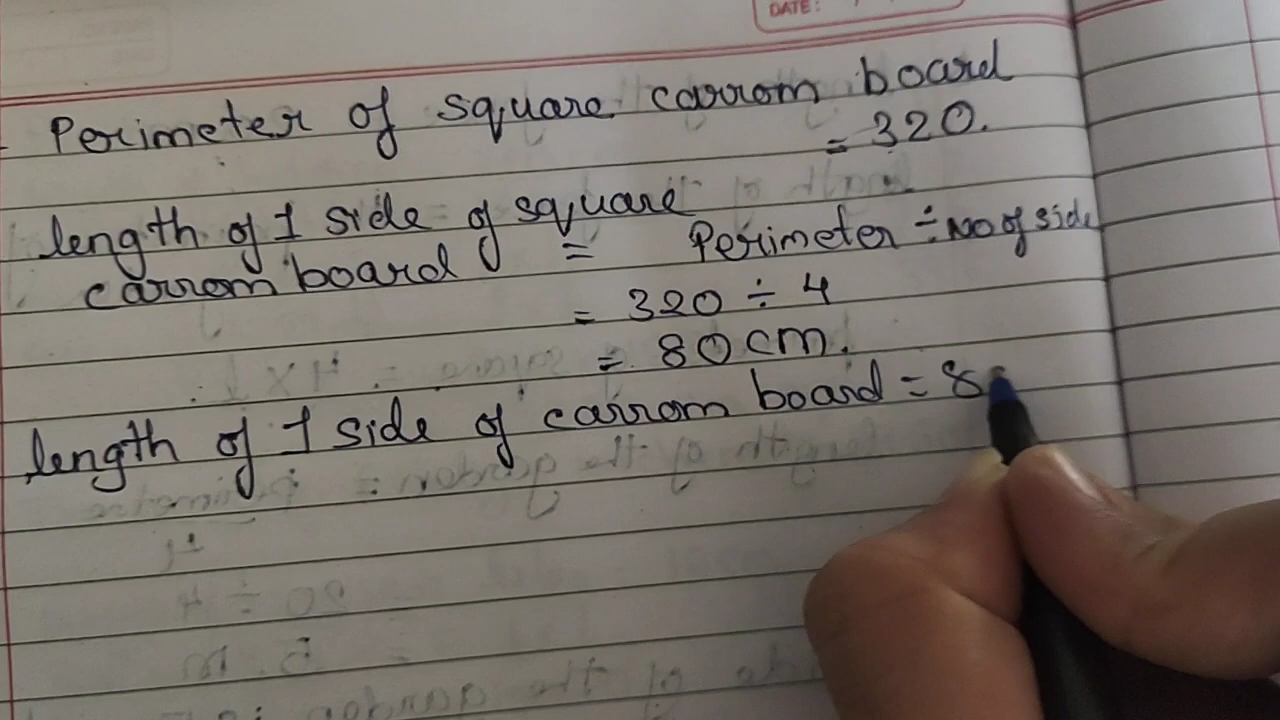 DATE:
Perimeter of square carrom board
= 320.
length of 1 side of square
carrom board = Perimeter ÷ No of side
= 320 ÷ 4
= 80 cm.
length of 1 side of carrom board = 8